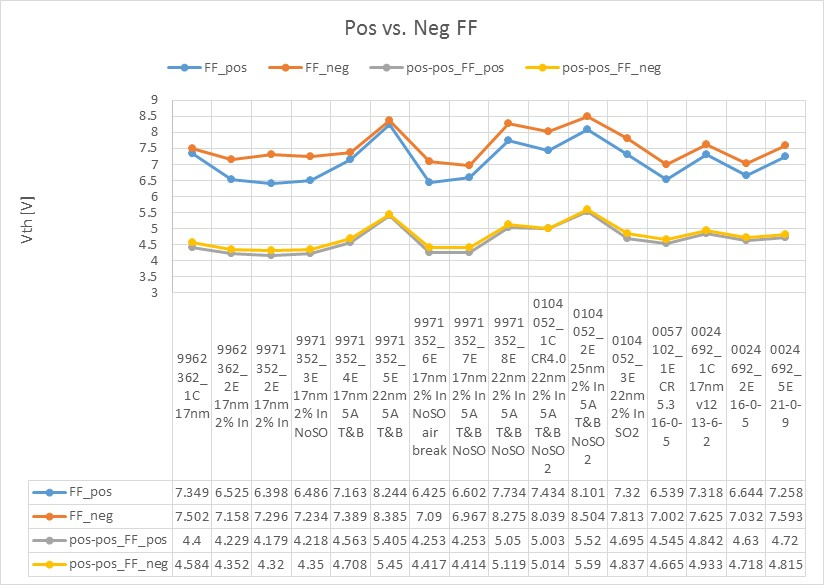 Pos vs. Neg FF
FF_pos FF_neg pos-pos_FF_pos pos-pos_FF_neg
Vth [V]
9
8.5
8
7.5
7
6.5
6
5.5
5
4.5
4
3.5
3
9962
362_
1C
17nm
9962
362_
2E
17nm
2% In
9971
352_
2E
17nm
2% In
9971
352_
3E
17nm
2% In
NoSO
9971
352_
4E
17nm
5A
T&B
9971
352_
5E
22nm
5A
T&B
9971
352_
6E
17nm
2% In
NoSO
air
break
9971
352_
7E
17nm
2% In
5A
T&B
NoSO
9971
352_
8E
22nm
2% In
5A
T&B
NoSO
0104
052_
1C
CR4.0
22nm
2% In
5A
T&B
NoSO
2
0104
052_
2E
25nm
2% In
5A
T&B
NoSO
2
0104
052_
3E
22nm
2% In
SO2
0057
102_
1E
CR
5.3
16-0-
5
0024
692_
1C
17nm
v12
13-6-
2
0024
692_
2E
16-0-
5
0024
692_
5E
21-0-
9
FF_pos 7.349 6.525 6.398 6.486 7.163 8.244 6.425 6.602 7.734 7.434 8.101 7.32 6.539 7.318 6.644 7.258
FF_neg 7.502 7.158 7.296 7.234 7.389 8.385 7.09 6.967 8.275 8.039 8.504 7.813 7.002 7.625 7.032 7.593
pos-pos_FF_pos 4.4 4.229 4.179 4.218 4.563 5.405 4.253 4.253 5.05 5.003 5.52 4.695 4.545 4.842 4.63 4.72
pos-pos_FF_neg 4.584 4.352 4.32 4.35 4.708 5.45 4.417 4.414 5.119 5.014 5.59 4.837 4.665 4.933 4.718 4.815